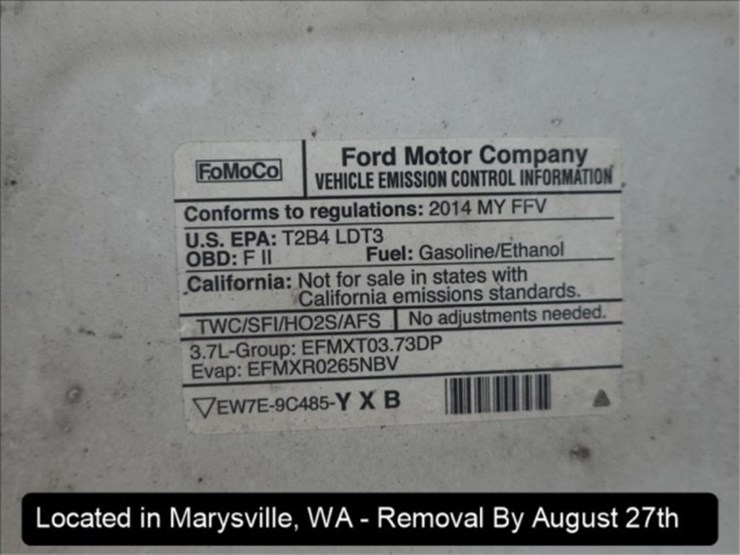 FoMoCo
Ford Motor Company
VEHICLE EMISSION CONTROL INFORMATION
Conforms to regulations: 2014 MY FFV
U.S. EPA: T2B4 LDT3
OBD: F II Fuel: Gasoline/Ethanol
California: Not for sale in states with
California emissions standards.
TWC/SFI/HO2S/AFS No adjustments needed.
3.7L-Group: EFMXT03.73DP
Evap: EFMXR0265NBV
EW7E-9C485-Y X B
Located in Marysville, WA - Removal By August 27th